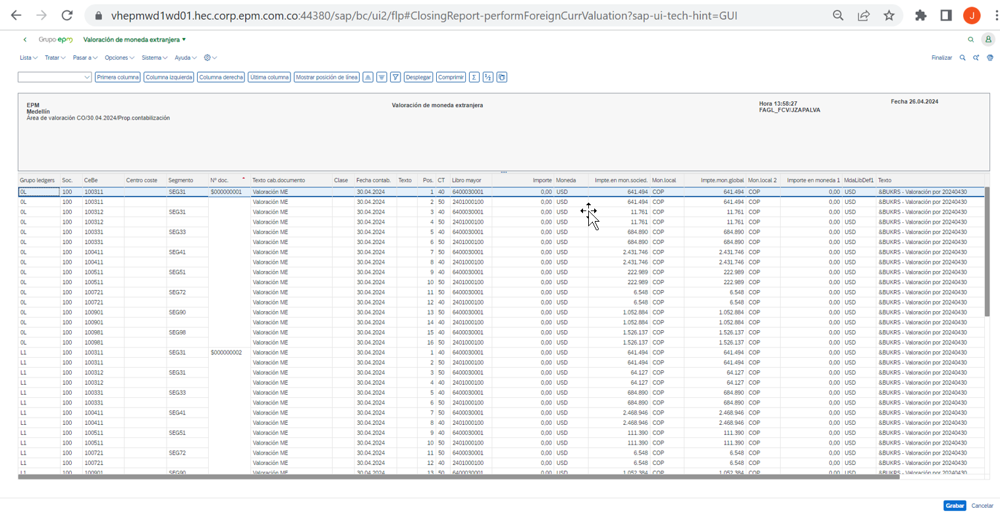 vhepmwd1wd01.hec.corp.epm.com.co:44380/sap/bc/ui2/flp#ClosingReport-performForeignCurrValuation?sap-ui-tech-hint=GUI J
Grupo·epm Valoración de moneda extranjera
Lista Tratar Pasar a Opciones Sistema Ayuda Finalizar
Primera columna Columna izquierda Columna derecha Última columna Mostrar posición de línea Desplegar Comprimir Σ ½
EPM Valoración de moneda extranjera Hora 13:58:27 Fecha 26.04.2024
Medellín FAGL_FCV/JZAPALVA
Área de valoración CO/30.04.2024/Prop.contabilización
Grupo ledgers Soc. CeBe Centro coste Segmento Nº doc. Texto cab.documento Clase Fecha contab. Texto Pos. CT Libro mayor Importe Moneda Impte.en mon.socied. Mon.local Impte.mon.global Mon.local 2 Importe en moneda 1 MdaLibDef1 Texto
0L 100 100311 SEG31 $000000001 Valoración ME 30.04.2024 1 40 6400030001 0,00 USD 641.494 COP 641.494 COP 0,00 USD &BUKRS - Valoración por 20240430
0L 100 100311 Valoración ME 30.04.2024 2 50 2401000100 0,00 USD 641.494 COP 641.494 COP 0,00 USD &BUKRS - Valoración por 20240430
0L 100 100312 SEG31 Valoración ME 30.04.2024 3 40 6400030001 0,00 USD 11.761 COP 11.761 COP 0,00 USD &BUKRS - Valoración por 20240430
0L 100 100312 Valoración ME 30.04.2024 4 50 2401000100 0,00 USD 11.761 COP 11.761 COP 0,00 USD &BUKRS - Valoración por 20240430
0L 100 100331 SEG33 Valoración ME 30.04.2024 5 40 6400030001 0,00 USD 684.890 COP 684.890 COP 0,00 USD &BUKRS - Valoración por 20240430
0L 100 100331 Valoración ME 30.04.2024 6 50 2401000100 0,00 USD 684.890 COP 684.890 COP 0,00 USD &BUKRS - Valoración por 20240430
0L 100 100411 SEG41 Valoración ME 30.04.2024 7 50 6400030001 0,00 USD 2.431.746 COP 2.431.746 COP 0,00 USD &BUKRS - Valoración por 20240430
0L 100 100411 Valoración ME 30.04.2024 8 40 2401000100 0,00 USD 2.431.746 COP 2.431.746 COP 0,00 USD &BUKRS - Valoración por 20240430
0L 100 100511 SEG51 Valoración ME 30.04.2024 9 40 6400030001 0,00 USD 222.989 COP 222.989 COP 0,00 USD &BUKRS - Valoración por 20240430
0L 100 100511 Valoración ME 30.04.2024 10 50 2401000100 0,00 USD 222.989 COP 222.989 COP 0,00 USD &BUKRS - Valoración por 20240430
0L 100 100721 SEG72 Valoración ME 30.04.2024 11 50 6400030001 0,00 USD 6.548 COP 6.548 COP 0,00 USD &BUKRS - Valoración por 20240430
0L 100 100721 Valoración ME 30.04.2024 12 40 2401000100 0,00 USD 6.548 COP 6.548 COP 0,00 USD &BUKRS - Valoración por 20240430
0L 100 100901 SEG90 Valoración ME 30.04.2024 13 50 6400030001 0,00 USD 1.052.884 COP 1.052.884 COP 0,00 USD &BUKRS - Valoración por 20240430
0L 100 100901 Valoración ME 30.04.2024 14 40 2401000100 0,00 USD 1.052.884 COP 1.052.884 COP 0,00 USD &BUKRS - Valoración por 20240430
0L 100 100981 SEG98 Valoración ME 30.04.2024 15 40 6400030001 0,00 USD 1.526.137 COP 1.526.137 COP 0,00 USD &BUKRS - Valoración por 20240430
0L 100 100981 Valoración ME 30.04.2024 16 50 2401000100 0,00 USD 1.526.137 COP 1.526.137 COP 0,00 USD &BUKRS - Valoración por 20240430
L1 100 100311 SEG31 $000000002 Valoración ME 30.04.2024 1 40 6400030001 0,00 USD 641.494 COP 641.494 COP 0,00 USD &BUKRS - Valoración por 20240430
L1 100 100311 Valoración ME 30.04.2024 2 50 2401000100 0,00 USD 641.494 COP 641.494 COP 0,00 USD &BUKRS - Valoración por 20240430
L1 100 100312 SEG31 Valoración ME 30.04.2024 3 50 6400030001 0,00 USD 64.127 COP 64.127 COP 0,00 USD &BUKRS - Valoración por 20240430
L1 100 100312 Valoración ME 30.04.2024 4 40 2401000100 0,00 USD 64.127 COP 64.127 COP 0,00 USD &BUKRS - Valoración por 20240430
L1 100 100331 SEG33 Valoración ME 30.04.2024 5 40 6400030001 0,00 USD 684.890 COP 684.890 COP 0,00 USD &BUKRS - Valoración por 20240430
L1 100 100331 Valoración ME 30.04.2024 6 50 2401000100 0,00 USD 684.890 COP 684.890 COP 0,00 USD &BUKRS - Valoración por 20240430
L1 100 100411 SEG41 Valoración ME 30.04.2024 7 50 6400030001 0,00 USD 2.468.946 COP 2.468.946 COP 0,00 USD &BUKRS - Valoración por 20240430
L1 100 100411 Valoración ME 30.04.2024 8 40 2401000100 0,00 USD 2.468.946 COP 2.468.946 COP 0,00 USD &BUKRS - Valoración por 20240430
L1 100 100511 SEG51 Valoración ME 30.04.2024 9 40 6400030001 0,00 USD 111.390 COP 111.390 COP 0,00 USD &BUKRS - Valoración por 20240430
L1 100 100511 Valoración ME 30.04.2024 10 50 2401000100 0,00 USD 111.390 COP 111.390 COP 0,00 USD &BUKRS - Valoración por 20240430
L1 100 100721 SEG72 Valoración ME 30.04.2024 11 50 6400030001 0,00 USD 6.548 COP 6.548 COP 0,00 USD &BUKRS - Valoración por 20240430
L1 100 100721 Valoración ME 30.04.2024 12 40 2401000100 0,00 USD 6.548 COP 6.548 COP 0,00 USD &BUKRS - Valoración por 20240430
L1 100 100901 SEG90 Valoración ME 30.04.2024 13 50 6400030001 0,00 USD 1.052.384 COP 1.052.384 COP 0,00 USD &BUKRS - Valoración por 20240430
Grabar Cancelar